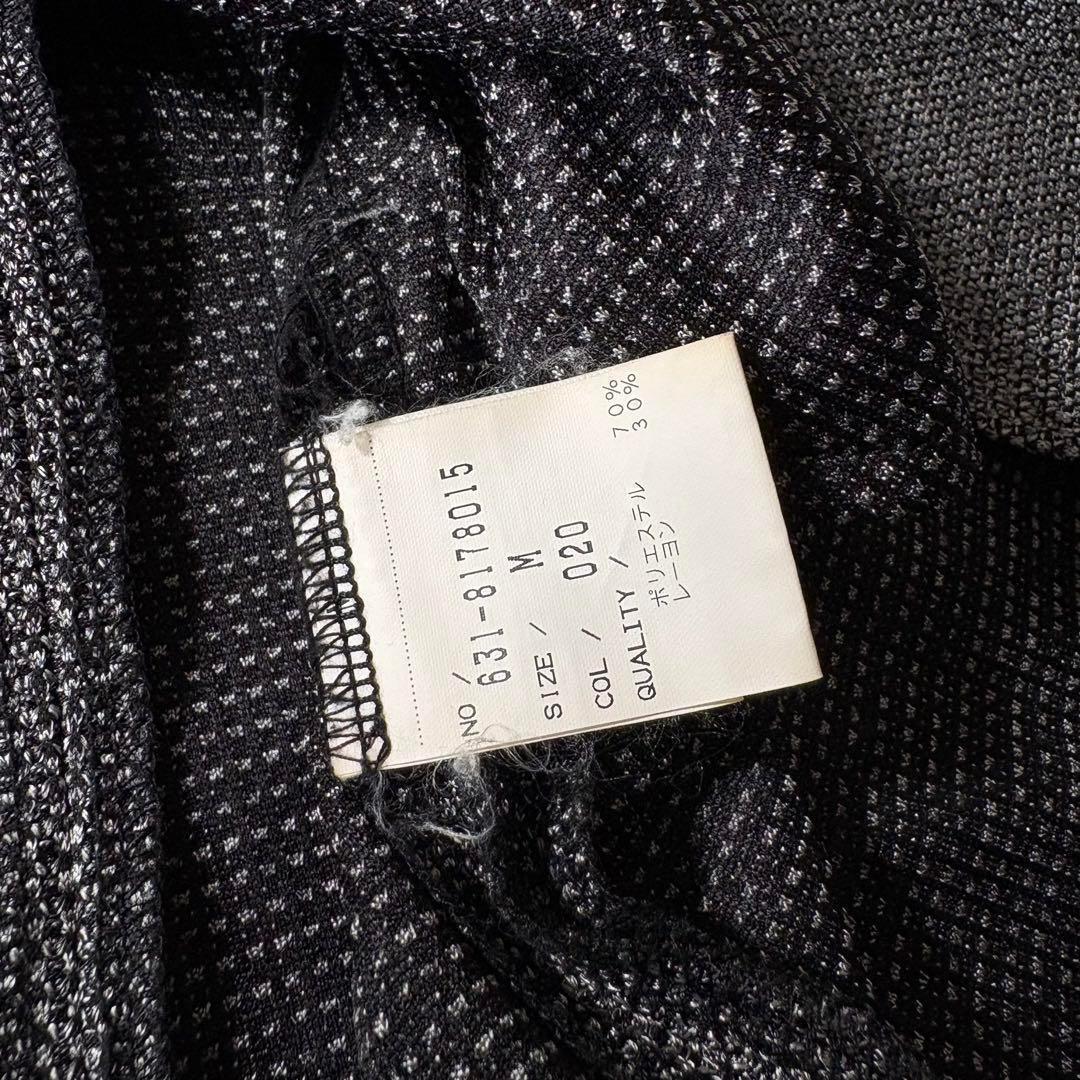 NO / 631-8178015
SIZE / M
COL / 020
QUALITY /
ポリエステル 70%
レーヨン 30%